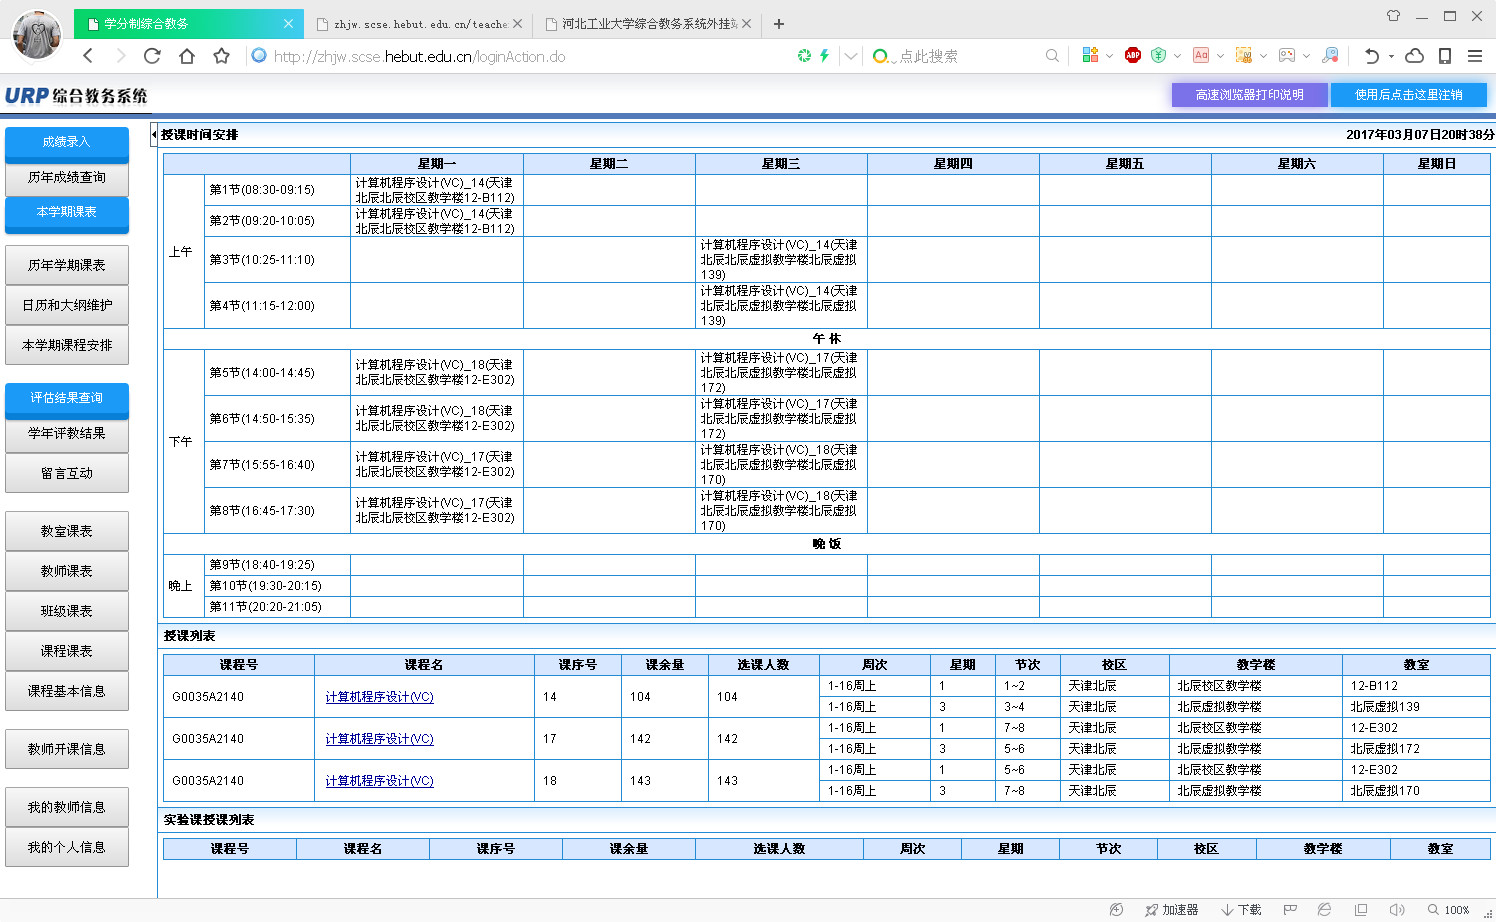 学分制综合教务
zhjw.scse.hebut.edu.cn/teache
河北工业大学综合教务系统外挂
http://zhjw.scse.hebut.edu.cn/loginAction.do
点此搜索
URP 综合教务系统
高速浏览器打印说明
使用后点击这里注销
成绩录入
历年成绩查询
本学期课表
历年学期课表
日历和大纲维护
本学期课程安排
评估结果查询
学年评教结果
留言互动
教室课表
教师课表
班级课表
课程课表
课程基本信息
教师开课信息
我的教师信息
我的个人信息
授课时间安排 2017年03月07日20时38分
星期一 星期二 星期三 星期四 星期五 星期六 星期日
上午
第1节(08:30-09:15) 计算机程序设计(VC)_14(天津
北辰北辰校区教学楼12-B112)
第2节(09:20-10:05) 计算机程序设计(VC)_14(天津
北辰北辰校区教学楼12-B112)
第3节(10:25-11:10) 计算机程序设计(VC)_14(天津
北辰北辰虚拟教学楼北辰虚拟
139)
第4节(11:15-12:00) 计算机程序设计(VC)_14(天津
北辰北辰虚拟教学楼北辰虚拟
139)
午 休
下午
第5节(14:00-14:45) 计算机程序设计(VC)_18(天津 计算机程序设计(VC)_17(天津
北辰北辰校区教学楼12-E302) 北辰北辰虚拟教学楼北辰虚拟
172)
第6节(14:50-15:35) 计算机程序设计(VC)_18(天津 计算机程序设计(VC)_17(天津
北辰北辰校区教学楼12-E302) 北辰北辰虚拟教学楼北辰虚拟
172)
第7节(15:55-16:40) 计算机程序设计(VC)_17(天津 计算机程序设计(VC)_18(天津
北辰北辰校区教学楼12-E302) 北辰北辰虚拟教学楼北辰虚拟
170)
第8节(16:45-17:30) 计算机程序设计(VC)_17(天津 计算机程序设计(VC)_18(天津
北辰北辰校区教学楼12-E302) 北辰北辰虚拟教学楼北辰虚拟
170)
晚 饭
晚上
第9节(18:40-19:25)
第10节(19:30-20:15)
第11节(20:20-21:05)
授课列表
课程号 课程名 课序号 课余量 选课人数 周次 星期 节次 校区 教学楼 教室
G0035A2140 计算机程序设计(VC) 14 104 104 1-16周上 1 1~2 天津北辰 北辰校区教学楼 12-B112
1-16周上 3 3~4 天津北辰 北辰虚拟教学楼 北辰虚拟139
G0035A2140 计算机程序设计(VC) 17 142 142 1-16周上 1 7~8 天津北辰 北辰校区教学楼 12-E302
1-16周上 3 5~6 天津北辰 北辰虚拟教学楼 北辰虚拟172
G0035A2140 计算机程序设计(VC) 18 143 143 1-16周上 1 5~6 天津北辰 北辰校区教学楼 12-E302
1-16周上 3 7~8 天津北辰 北辰虚拟教学楼 北辰虚拟170
实验课授课列表
课程号 课程名 课序号 课余量 选课人数 周次 星期 节次 校区 教学楼 教室
加速器 下载 100%